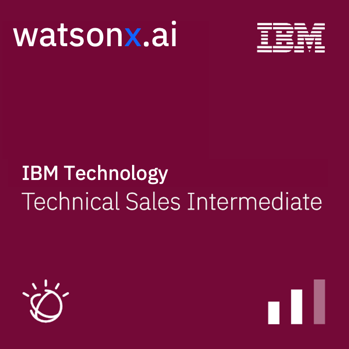 watsonx.ai
IBM
IBM Technology
Technical Sales Intermediate